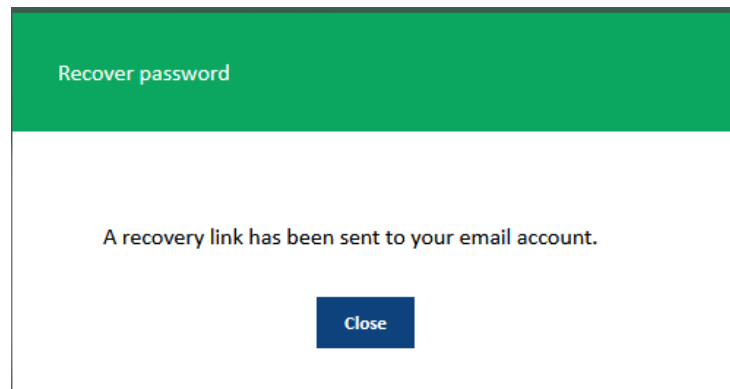 Recover password
A recovery link has been sent to your email account.
Close